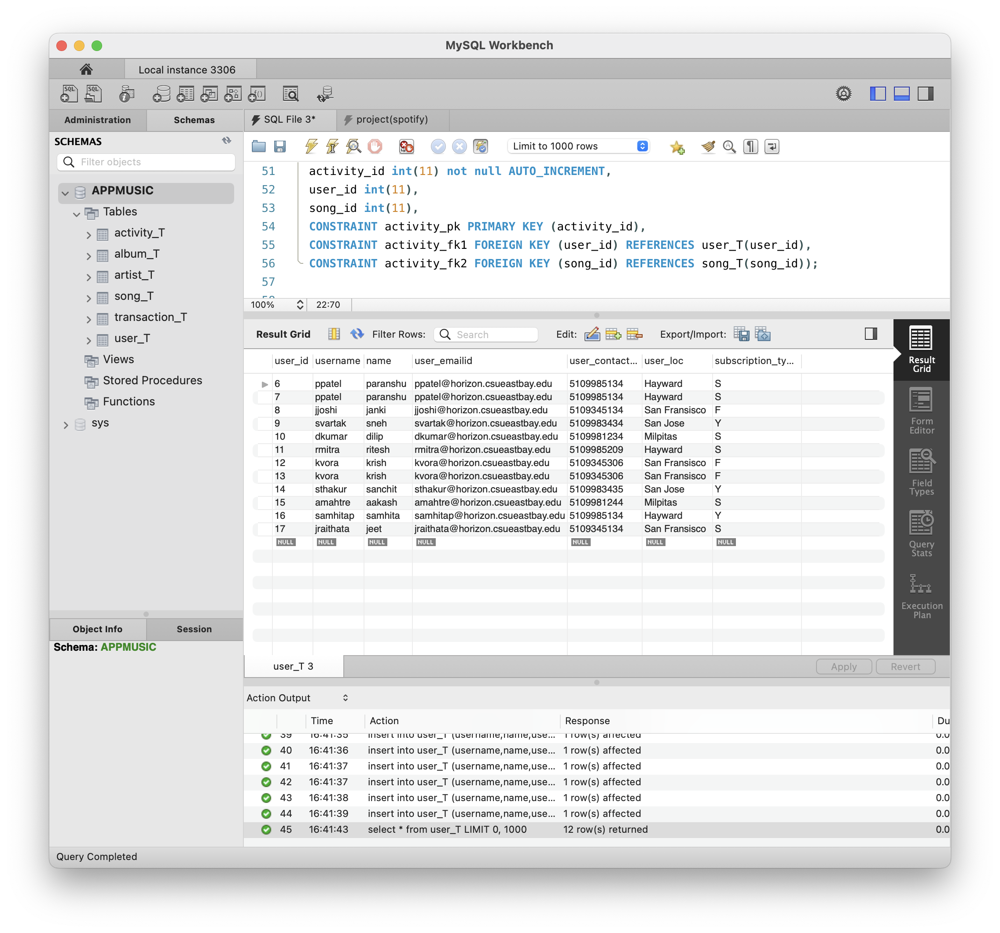 MySQL Workbench
Local instance 3306
Administration Schemas SQL File 3* project(spotify)
SCHEMAS
Filter objects
APPMUSIC
Tables
activity_T
album_T
artist_T
song_T
transaction_T
user_T
Views
Stored Procedures
Functions
sys
Object Info Session
Schema: APPMUSIC
Limit to 1000 rows
51 activity_id int(11) not null AUTO_INCREMENT,
52 user_id int(11),
53 song_id int(11),
54 CONSTRAINT activity_pk PRIMARY KEY (activity_id),
55 CONSTRAINT activity_fk1 FOREIGN KEY (user_id) REFERENCES user_T(user_id),
56 CONSTRAINT activity_fk2 FOREIGN KEY (song_id) REFERENCES song_T(song_id));
57
100% 22:70
Result Grid Filter Rows: Search Edit: Export/Import:
user_id username name user_emailid user_contact... user_loc subscription_ty...
6 ppatel paranshu ppatel@horizon.csueastbay.edu 5109985134 Hayward S
7 ppatel paranshu ppatel@horizon.csueastbay.edu 5109985134 Hayward S
8 jjoshi janki jjoshi@horizon.csueastbay.edu 5109345134 San Fransisco F
9 svartak sneh svartak@horizon.csueastbay.edu 5109983434 San Jose Y
10 dkumar dilip dkumar@horizon.csueastbay.edu 5109981234 Milpitas S
11 rmitra ritesh rmitra@horizon.csueastbay.edu 5109985209 Hayward S
12 kvora krish kvora@horizon.csueastbay.edu 5109345306 San Fransisco F
13 kvora krish kvora@horizon.csueastbay.edu 5109345306 San Fransisco F
14 sthakur sanchit sthakur@horizon.csueastbay.edu 5109983435 San Jose Y
15 amahtre aakash amahtre@horizon.csueastbay.edu 5109981244 Milpitas S
16 samhitap samhita samhitap@horizon.csueastbay.edu 5109985134 Hayward Y
17 jraithata jeet jraithata@horizon.csueastbay.edu 5109345134 San Fransisco S
NULL NULL NULL NULL NULL NULL NULL
Result
Grid
Form
Editor
Field
Types
Query
Stats
Execution
Plan
user_T 3 Apply Revert
Action Output
Time Action Response Du
39 16:41:35 insert into user_T (username,name,use... 1 row(s) affected 0.0
40 16:41:36 insert into user_T (username,name,use... 1 row(s) affected 0.0
41 16:41:37 insert into user_T (username,name,use... 1 row(s) affected 0.0
42 16:41:37 insert into user_T (username,name,use... 1 row(s) affected 0.0
43 16:41:38 insert into user_T (username,name,use... 1 row(s) affected 0.0
44 16:41:39 insert into user_T (username,name,use... 1 row(s) affected 0.0
45 16:41:43 select * from user_T LIMIT 0, 1000 12 row(s) returned 0.0
Query Completed